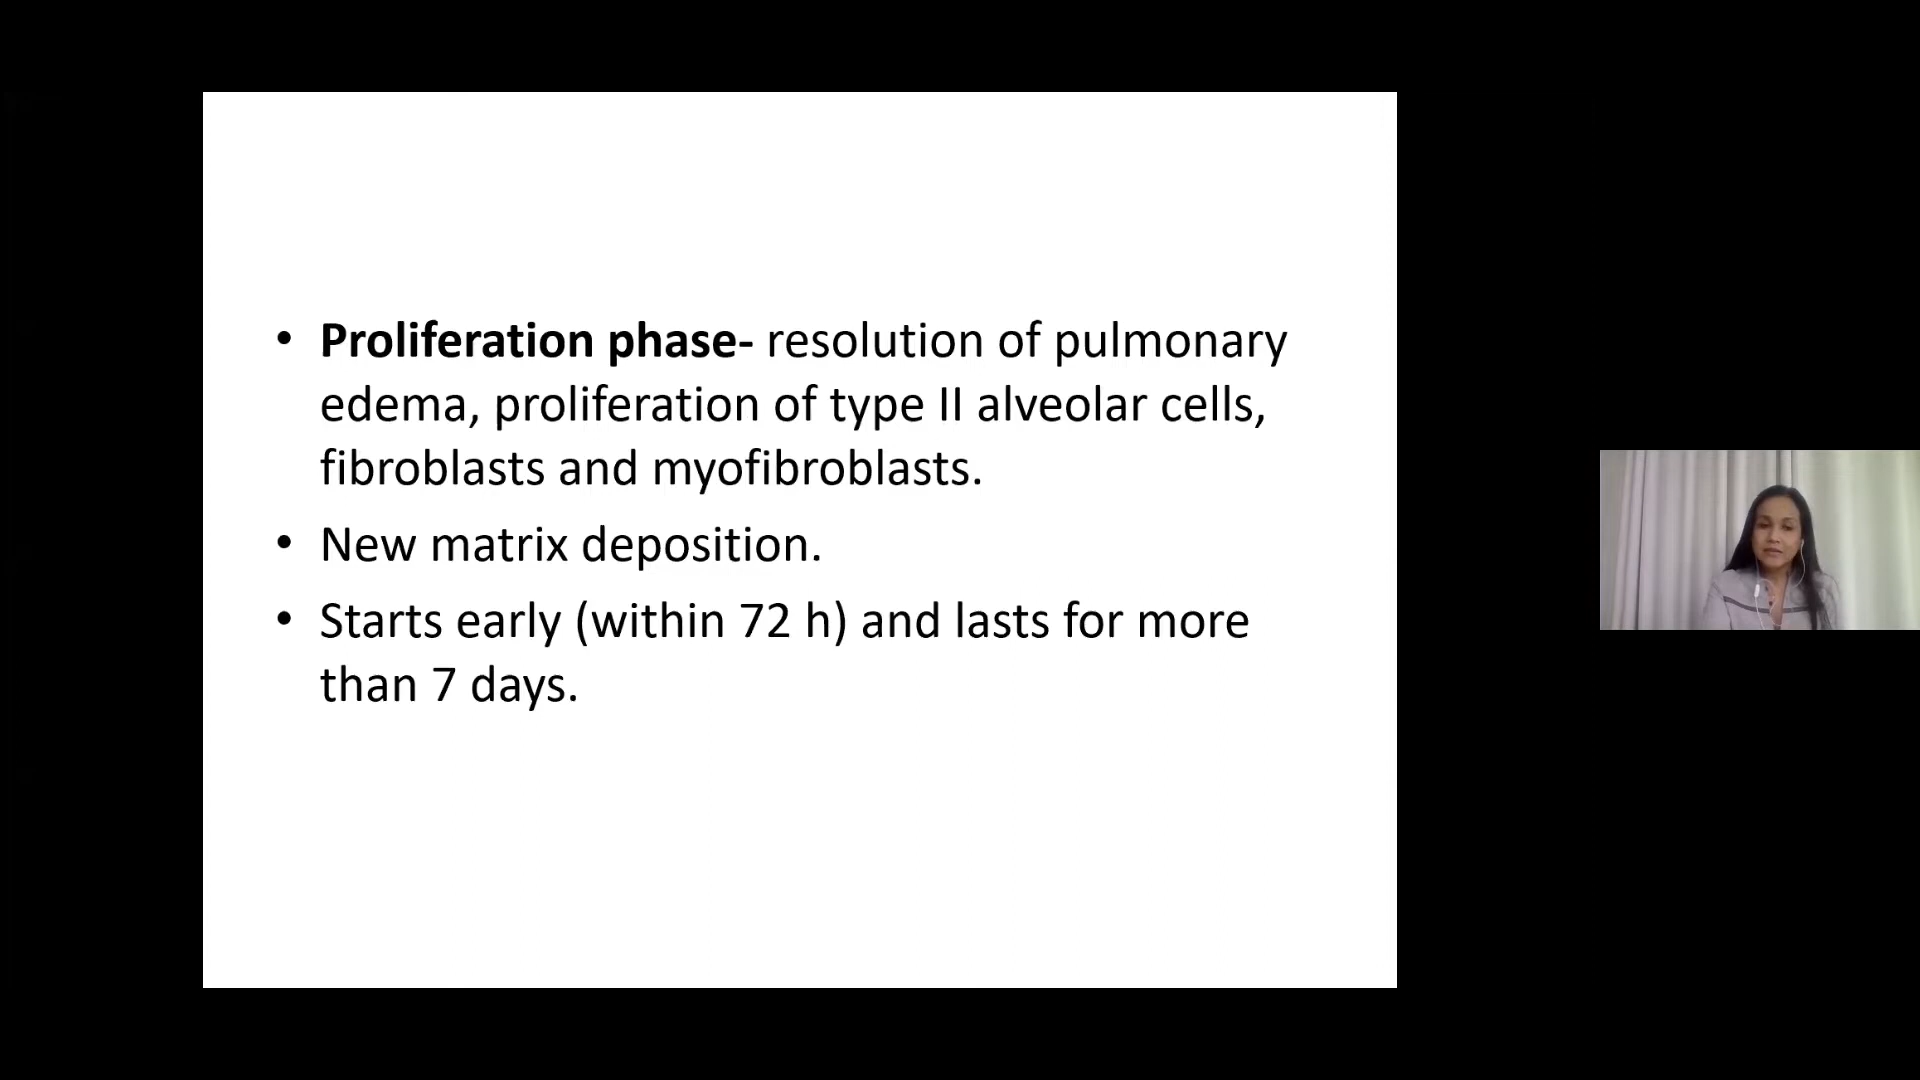 • Proliferation phase- resolution of pulmonary
edema, proliferation of type II alveolar cells,
fibroblasts and myofibroblasts.
• New matrix deposition.
• Starts early (within 72 h) and lasts for more
than 7 days.